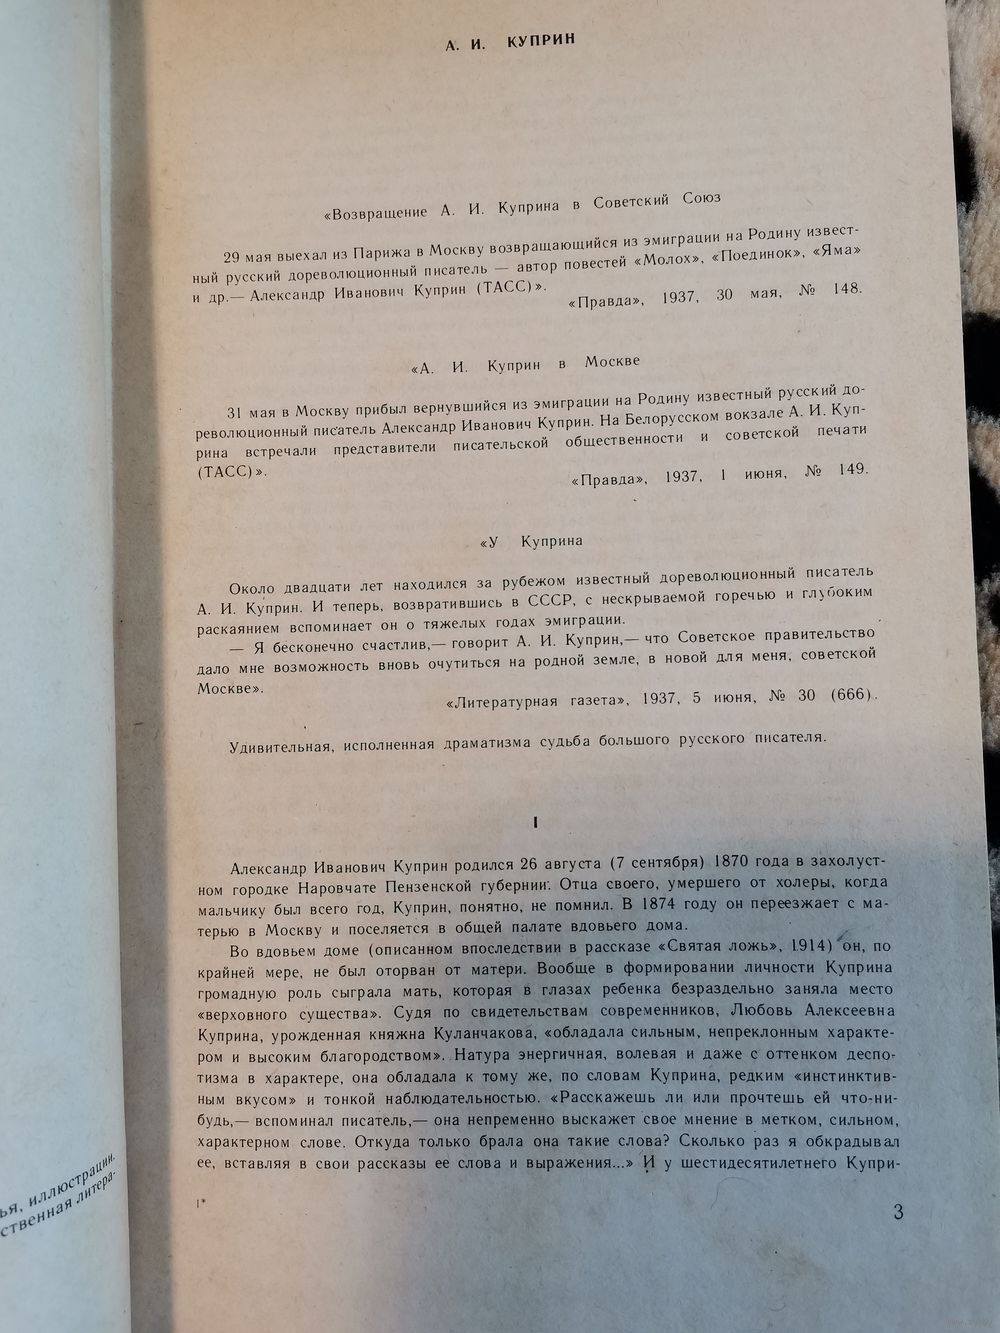 А. И. КУПРИН
«Возвращение А. И. Куприна в Советский Союз
29 мая выехал из Парижа в Москву возвращающийся из эмиграции на Родину извест-
ный русский дореволюционный писатель — автор повестей «Молох», «Поединок», «Яма»
и др.— Александр Иванович Куприн (ТАСС)».
«Правда», 1937, 30 мая, № 148.
«А. И. Куприн в Москве
31 мая в Москву прибыл вернувшийся из эмиграции на Родину известный русский до-
революционный писатель Александр Иванович Куприн. На Белорусском вокзале А. И. Куп-
рина встречали представители писательской общественности и советской печати
(ТАСС)».
«Правда», 1937, 1 июня, № 149.
«У Куприна
Около двадцати лет находился за рубежом известный дореволюционный писатель
А. И. Куприн. И теперь, возвратившись в СССР, с нескрываемой горечью и глубоким
раскаянием вспоминает он о тяжелых годах эмиграции.
— Я бесконечно счастлив,— говорит А. И. Куприн,— что Советское правительство
дало мне возможность вновь очутиться на родной земле, в новой для меня, советской
Москве».
«Литературная газета», 1937, 5 июня, № 30 (666).
Удивительная, исполненная драматизма судьба большого русского писателя.
I
Александр Иванович Куприн родился 26 августа (7 сентября) 1870 года в захолуст-
ном городке Наровчате Пензенской губернии. Отца своего, умершего от холеры, когда
мальчику был всего год, Куприн, понятно, не помнил. В 1874 году он переезжает с ма-
терью в Москву и поселяется в общей палате вдовьего дома.
Во вдовьем доме (описанном впоследствии в рассказе «Святая ложь», 1914) он, по
крайней мере, не был оторван от матери. Вообще в формировании личности Куприна
громадную роль сыграла мать, которая в глазах ребенка безраздельно заняла место
«верховного существа». Судя по свидетельствам современников, Любовь Алексеевна
Куприна, урожденная княжна Куланчакова, «обладала сильным, непреклонным характе-
ром и высоким благородством». Натура энергичная, волевая и даже с оттенком деспо-
тизма в характере, она обладала к тому же, по словам Куприна, редким «инстинктив-
ным вкусом» и тонкой наблюдательностью. «Расскажешь ли или прочтешь ей что-ни-
будь,— вспоминал писатель,— она непременно выскажет свое мнение в метком, сильном,
характерном слове. Откуда только брала она такие слова? Сколько раз я обкрадывал
ее, вставляя в свои рассказы ее слова и выражения...» И у шестидесятилетнего Купри-
1*
3
ья, иллюстрации.
ственная литера-